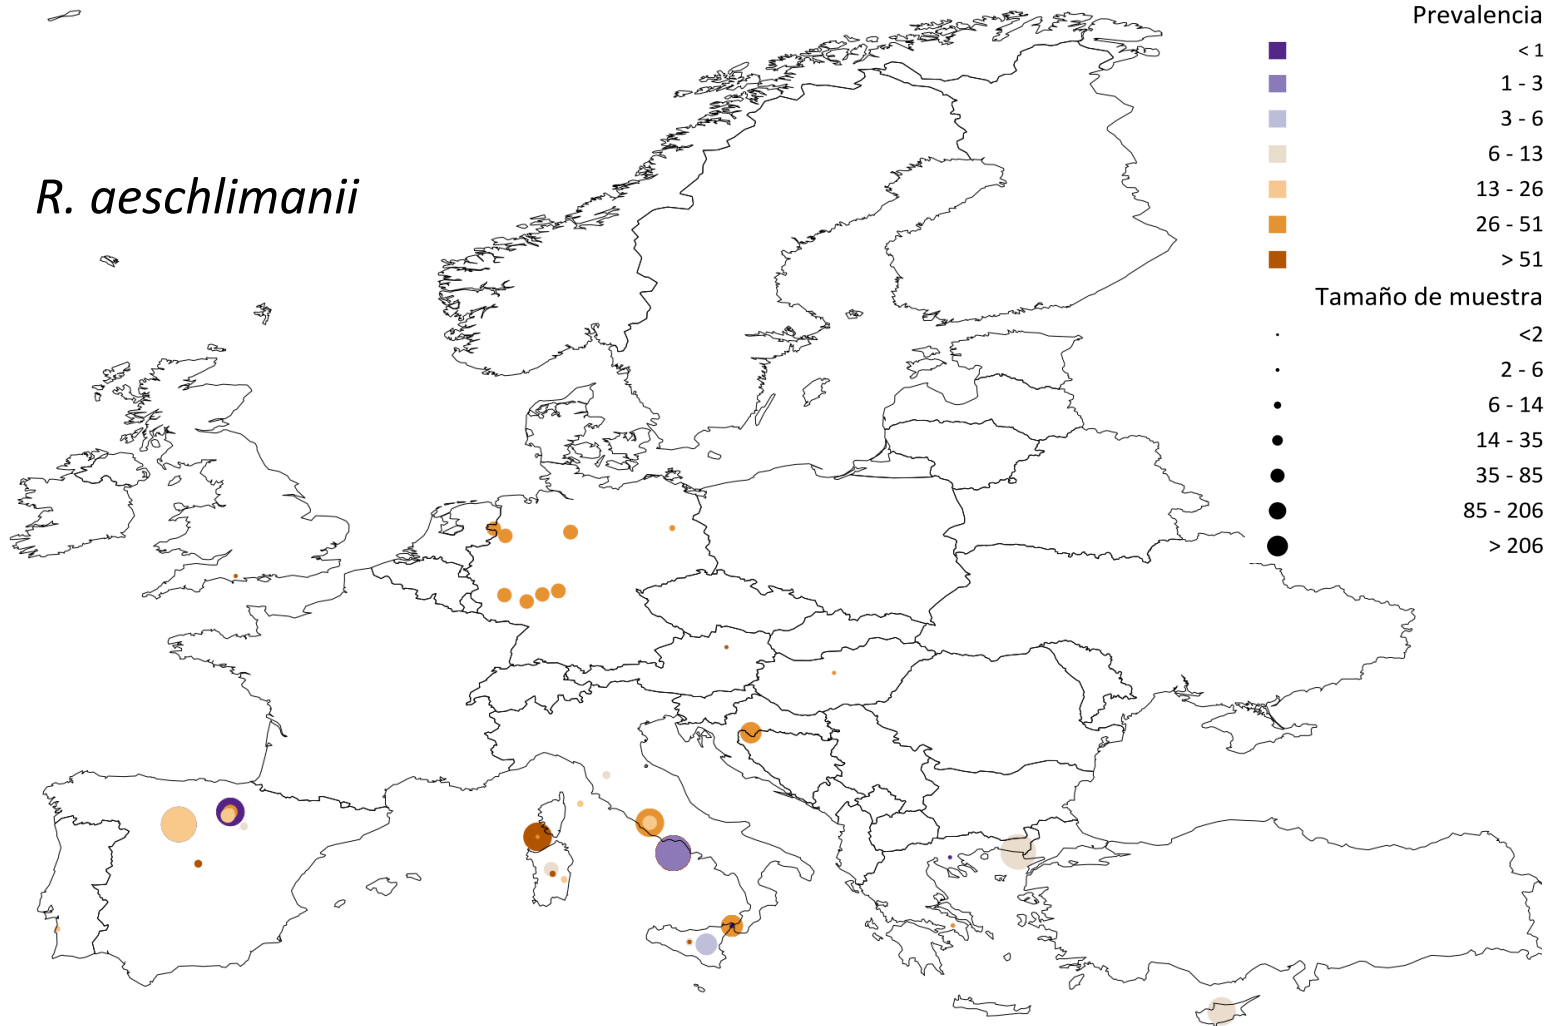 Prevalencia
< 1
1 - 3
3 - 6
6 - 13
13 - 26
26 - 51
> 51
R. aeschlimanii
Tamaño de muestra
<2
2 - 6
6 - 14
14 - 35
35 - 85
85 - 206
> 206